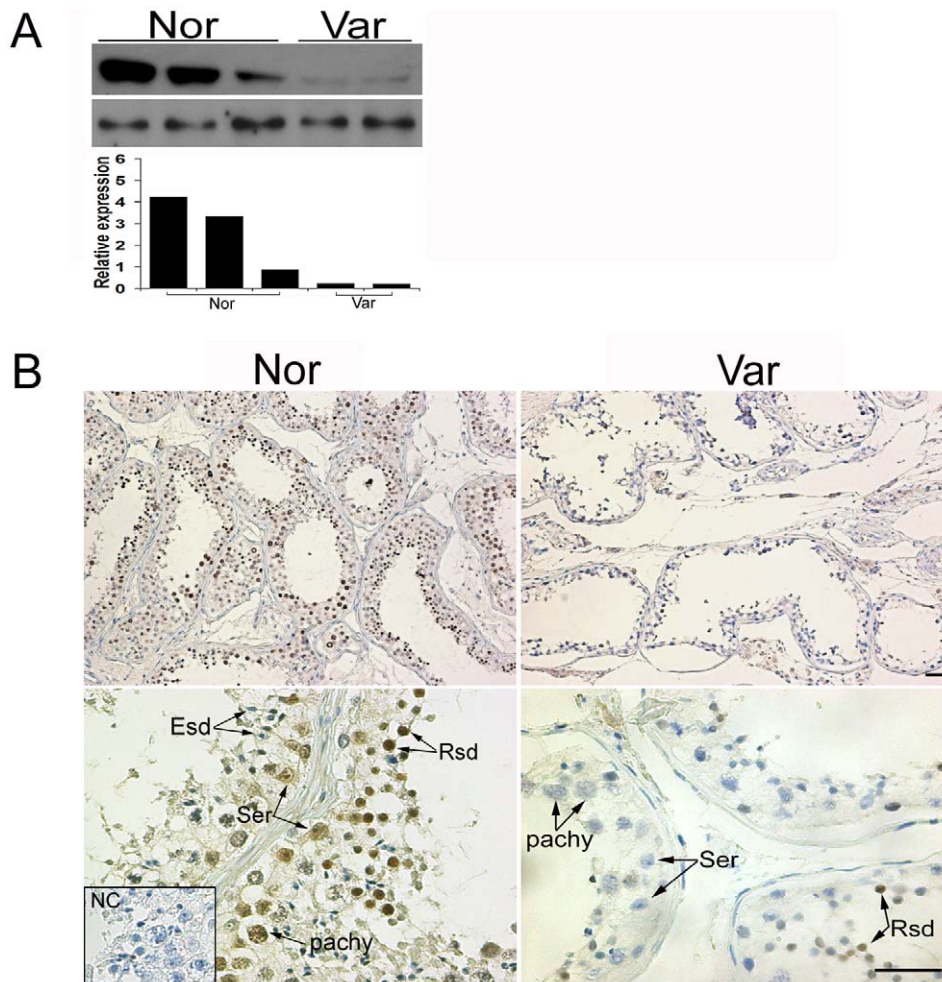 A
Nor Var
Relative expression
6
5
4
3
2
1
0
Nor Var
B
Nor Var
Esd
Rsd
Ser
NC
pachy
pachy
Ser
Rsd